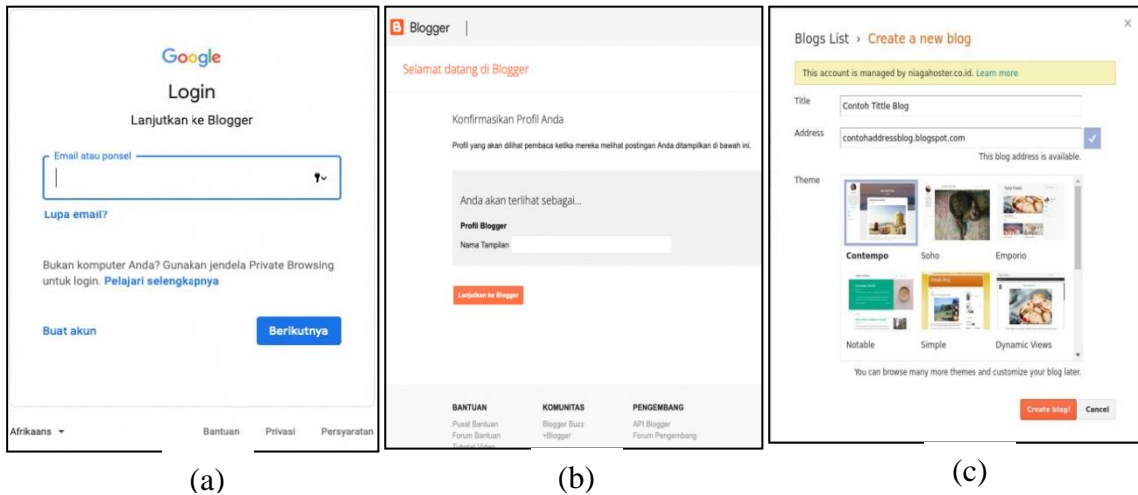 Google
Login
Lanjutkan ke Blogger
Email atau ponsel
Lupa email?
Bukan komputer Anda? Gunakan jendela Private Browsing
untuk login. Pelajari selengkapnya
Buat akun
Berikutnya
Afrikaans
Bantuan Privasi Persyaratan
(a)
Blogger
Selamat datang di Blogger
Konfirmasikan Profil Anda
Profil yang akan dilihat pembaca ketika mereka melihat postingan Anda ditampilkan di bawah ini.
Anda akan terlihat sebagai...
Profil Blogger
Nama Tampilan
Lanjutkan ke Blogger
BANTUAN KOMUNITAS PENGEMBANG
Pusat Bantuan Blogger Buzz API Blogger
Forum Bantuan +Blogger Forum Pengembang
Tutorial Video
(b)
x
Blogs List › Create a new blog
This account is managed by niagahoster.co.id. Learn more
Title Contoh Tittle Blog
Address contohaddressblog.blogspot.com
This blog address is available.
Theme
Contempo Soho Emporio
Notable Simple Dynamic Views
You can browse many more themes and customize your blog later.
Create blog! Cancel
(c)